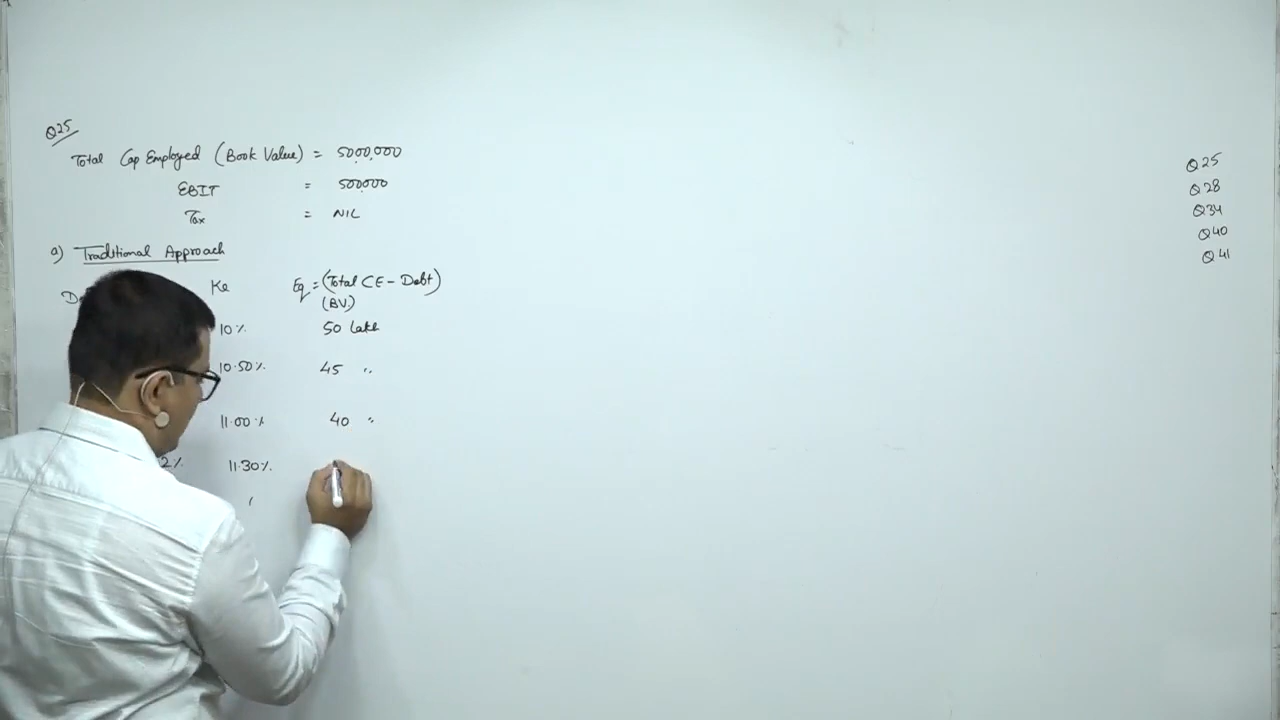 Q25
Total Cap Employed (Book Value) = 5000,000
EBIT = 500000
Tax = NIL
a) Traditional Approach
Ke Eq = (Total CE - Debt)
(BV)
10% 50 Lakh
10.50% 45 "
11.00% 40 "
2% 11.30%
Q25
Q28
Q34
Q40
Q41